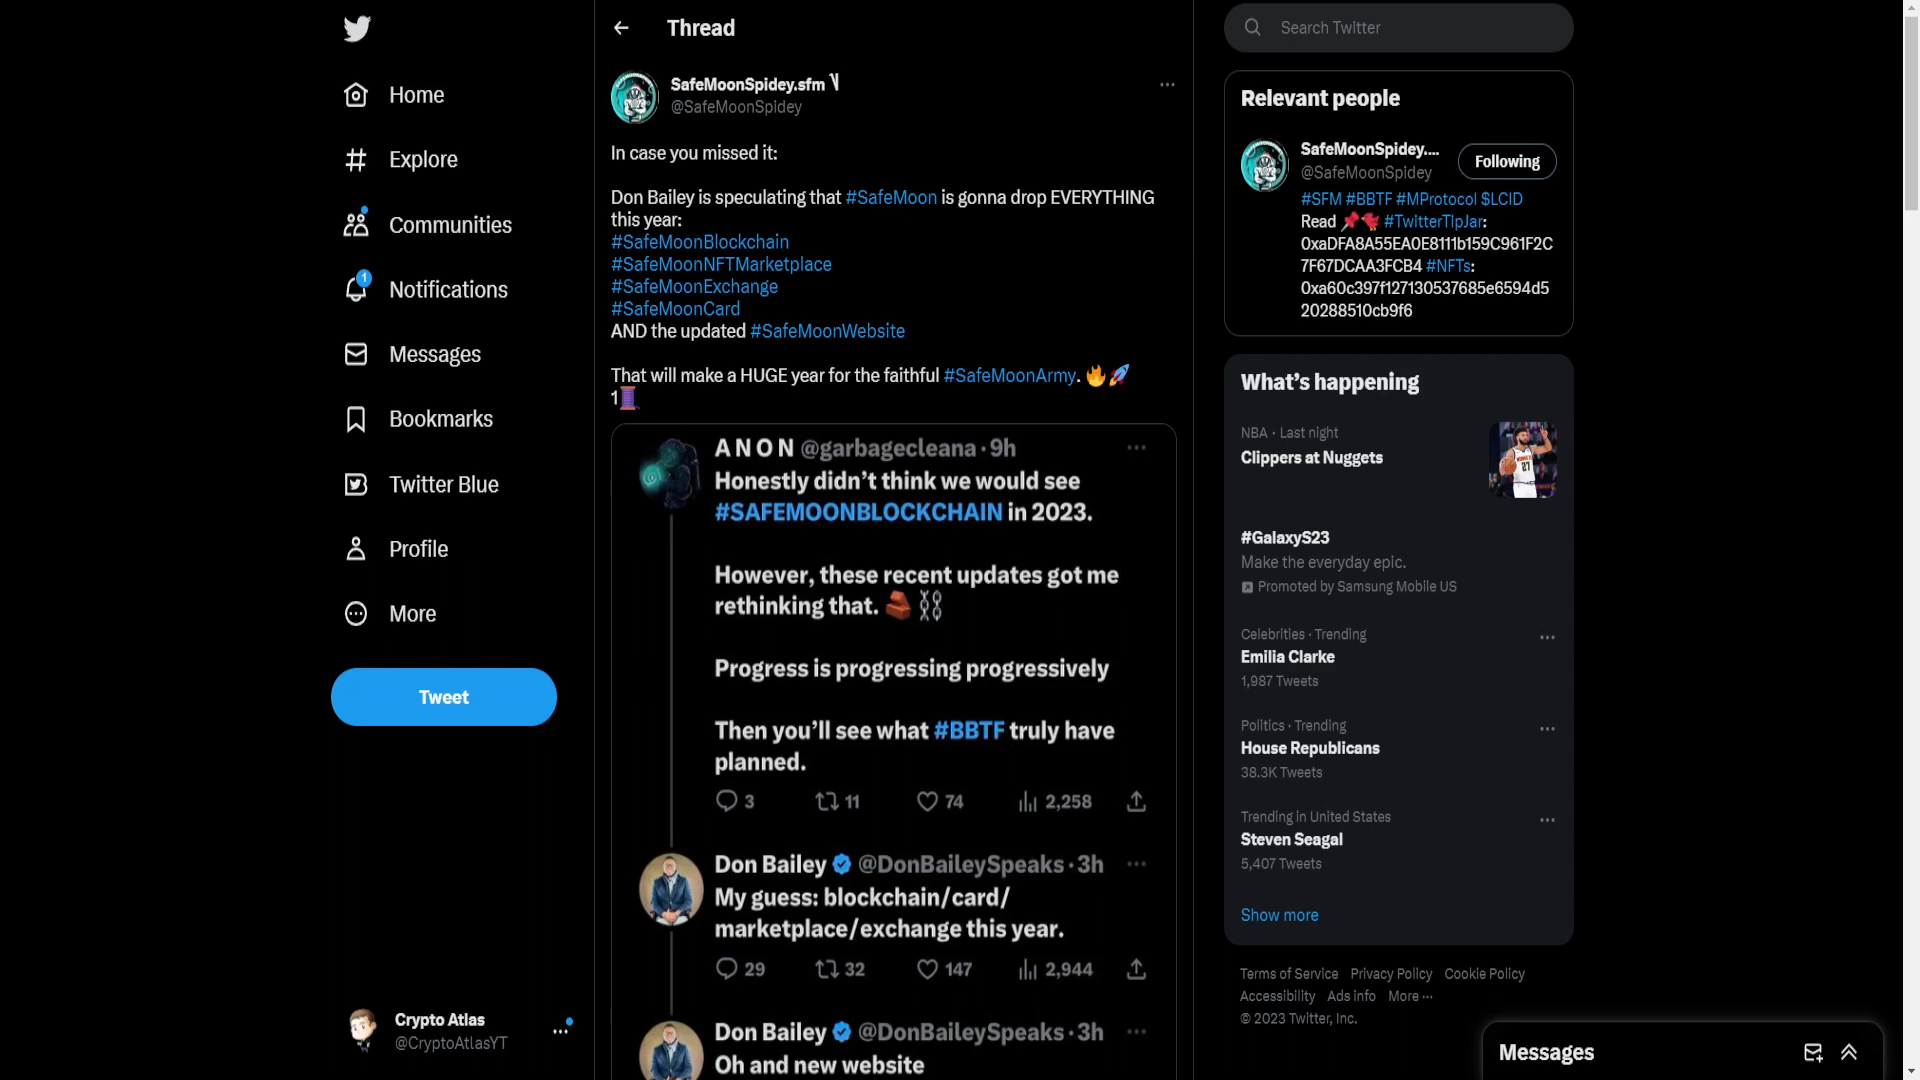 Home
Explore
Communities
1
Notifications
Messages
Bookmarks
Twitter Blue
Profile
More
Tweet
Crypto Atlas
@CryptoAtlasYT
Thread
SafeMoonSpidey.sfm
@SafeMoonSpidey
In case you missed it:
Don Bailey is speculating that #SafeMoon is gonna drop EVERYTHING
this year:
#SafeMoonBlockchain
#SafeMoonNFTMarketplace
#SafeMoonExchange
#SafeMoonCard
AND the updated #SafeMoonWebsite
That will make a HUGE year for the faithful #SafeMoonArmy. 🔥🚀
1🧵
A N O N @garbagecleana · 9h
Honestly didn't think we would see
#SAFEMOONBLOCKCHAIN in 2023.
However, these recent updates got me
rethinking that. 🧱⛓
Progress is progressing progressively
Then you'll see what #BBTF truly have
planned.
3 11 74 2,258
Don Bailey @DonBaileySpeaks · 3h
My guess: blockchain/card/
marketplace/exchange this year.
29 32 147 2,944
Don Bailey @DonBaileySpeaks · 3h
Oh and new website
Search Twitter
Relevant people
SafeMoonSpidey....
@SafeMoonSpidey
Following
#SFM #BBTF #MProtocol $LCID
Read 📌 #TwitterTipJar:
0xaDFA8A55EA0E8111b159C961F2C
7F67DCAA3FCB4 #NFTs:
0xa60c397f127130537685e6594d5
20288510cb9f6
What's happening
NBA · Last night
Clippers at Nuggets
27
#GalaxyS23
Make the everyday epic.
Promoted by Samsung Mobile US
Celebrities · Trending
Emilia Clarke
1,987 Tweets
Politics · Trending
House Republicans
38.3K Tweets
Trending in United States
Steven Seagal
5,407 Tweets
Show more
Terms of Service Privacy Policy Cookie Policy
Accessibility Ads info More ···
© 2023 Twitter, Inc.
Messages